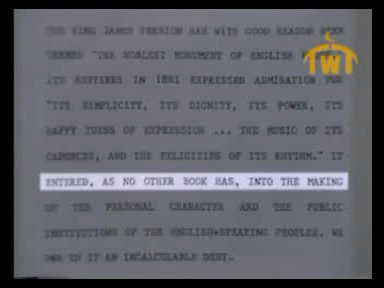 THE KING JAMES VERSION HAS WITH GOOD REASON BEEN
TERMED "THE NOBLEST MONUMENT OF ENGLISH
ITS REVISERS IN 1881 EXPRESSED ADMIRATION FOR
"ITS SIMPLICITY, ITS DIGNITY, ITS POWER, ITS
HAPPY TURNS OF EXPRESSION ... THE MUSIC OF ITS
CADENCES, AND THE FELICITIES OF ITS RHYTHM." IT
ENTERED, AS NO OTHER BOOK HAS, INTO THE MAKING
OF THE PERSONAL CHARACTER AND THE PUBLIC
INSTITUTIONS OF THE ENGLISH-SPEAKING PEOPLES. WE
OWE TO IT AN INCALCULABLE DEBT.